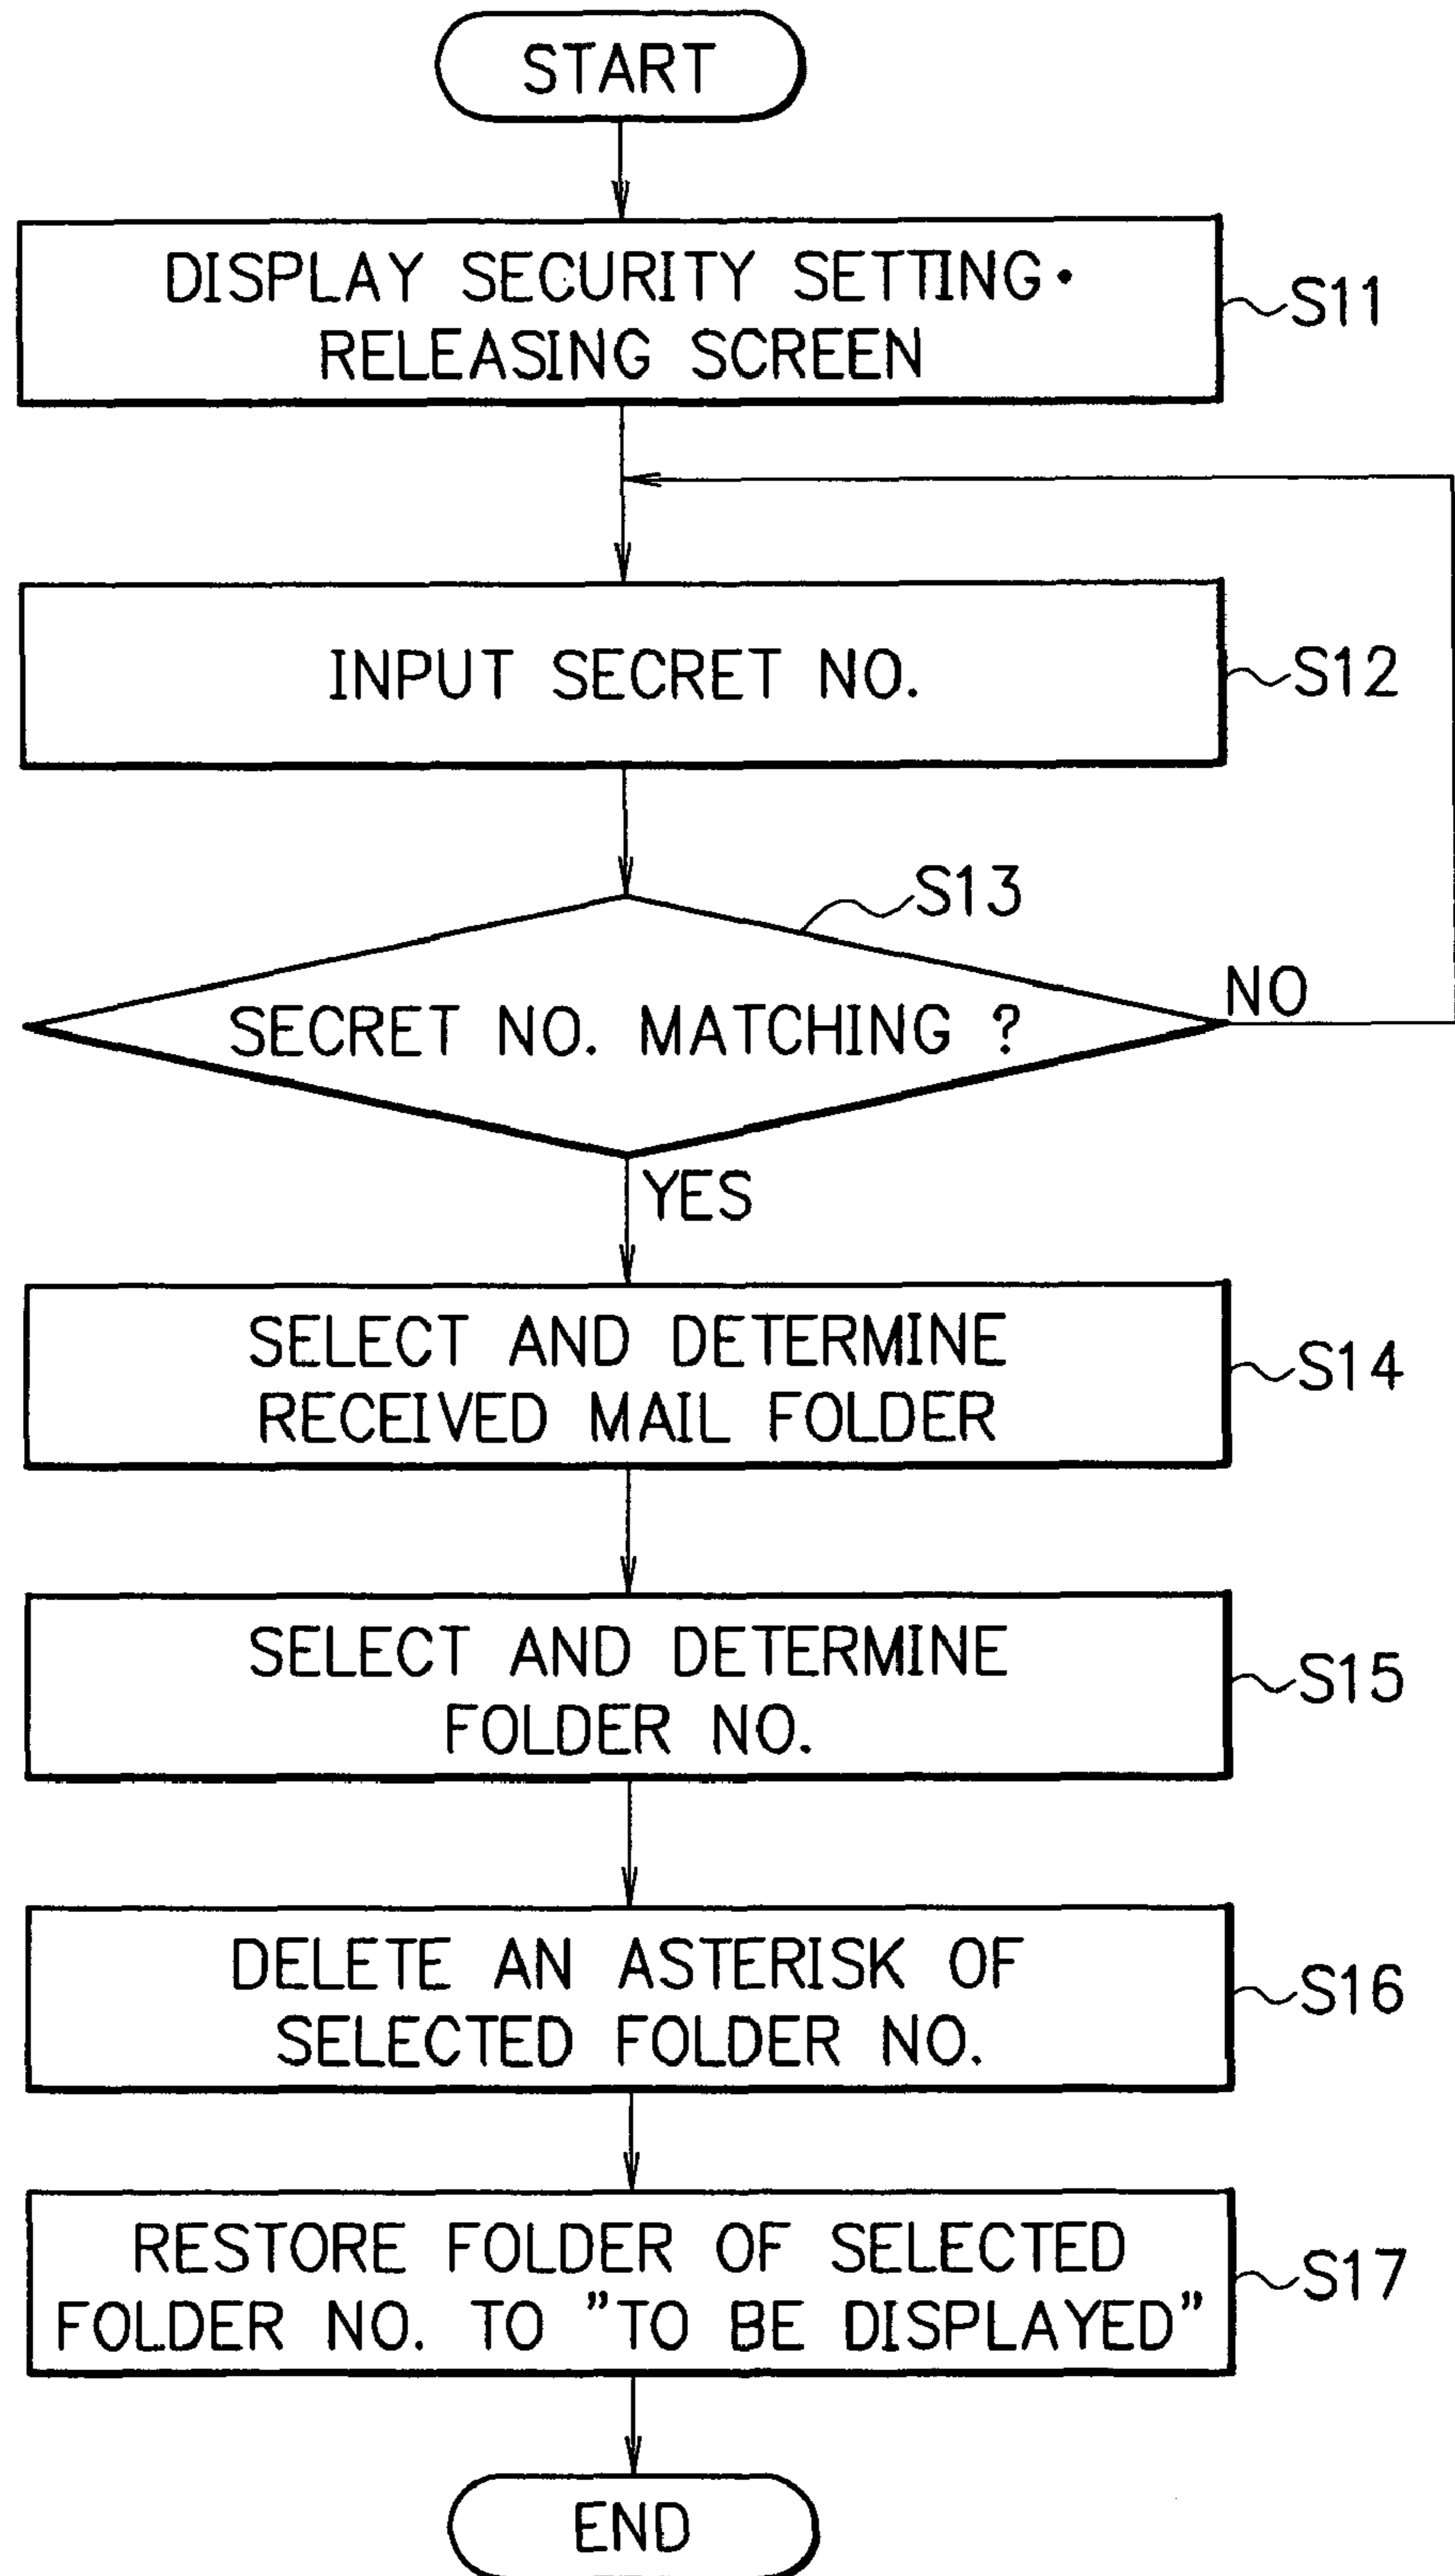 START
DISPLAY SECURITY SETTING·
RELEASING SCREEN
S11
INPUT SECRET NO.
S12
S13
SECRET NO. MATCHING ?
NO
YES
SELECT AND DETERMINE
RECEIVED MAIL FOLDER
S14
SELECT AND DETERMINE
FOLDER NO.
S15
DELETE AN ASTERISK OF
SELECTED FOLDER NO.
S16
RESTORE FOLDER OF SELECTED
FOLDER NO. TO "TO BE DISPLAYED"
S17
END